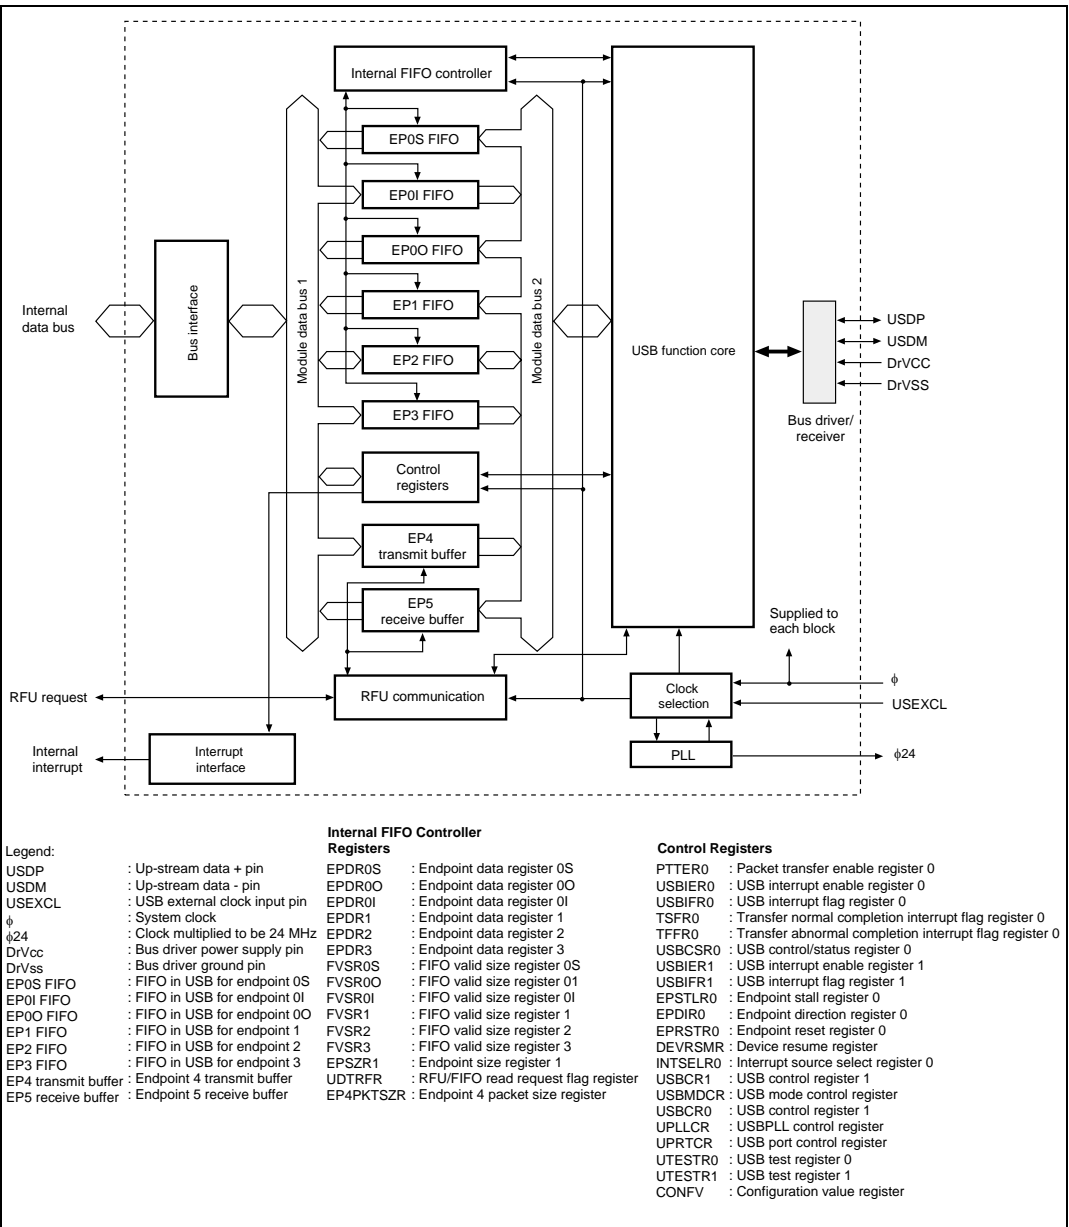 Internal FIFO controller
EP0S FIFO
EP0I FIFO
EP0O FIFO
EP1 FIFO
EP2 FIFO
EP3 FIFO
Control
registers
EP4
transmit buffer
EP5
receive buffer
RFU communication
Internal
data bus
Bus interface
Module data bus 1
Module data bus 2
USB function core
USDP
USDM
DrVCC
DrVSS
Bus driver/
receiver
Supplied to
each block
RFU request
Clock
selection
ϕ
USEXCL
Internal
interrupt
Interrupt
interface
PLL
ϕ24
Legend:
USDP : Up-stream data + pin
USDM : Up-stream data - pin
USEXCL : USB external clock input pin
ϕ : System clock
ϕ24 : Clock multiplied to be 24 MHz
DrVcc : Bus driver power supply pin
DrVss : Bus driver ground pin
EP0S FIFO : FIFO in USB for endpoint 0S
EP0I FIFO : FIFO in USB for endpoint 0I
EP0O FIFO : FIFO in USB for endpoint 0O
EP1 FIFO : FIFO in USB for endpoint 1
EP2 FIFO : FIFO in USB for endpoint 2
EP3 FIFO : FIFO in USB for endpoint 3
EP4 transmit buffer : Endpoint 4 transmit buffer
EP5 receive buffer : Endpoint 5 receive buffer
Internal FIFO Controller
Registers
EPDR0S : Endpoint data register 0S
EPDR0O : Endpoint data register 0O
EPDR0I : Endpoint data register 0I
EPDR1 : Endpoint data register 1
EPDR2 : Endpoint data register 2
EPDR3 : Endpoint data register 3
FVSR0S : FIFO valid size register 0S
FVSR0O : FIFO valid size register 01
FVSR0I : FIFO valid size register 0I
FVSR1 : FIFO valid size register 1
FVSR2 : FIFO valid size register 2
FVSR3 : FIFO valid size register 3
EPSZR1 : Endpoint size register 1
UDTRFR : RFU/FIFO read request flag register
EP4PKTSZR : Endpoint 4 packet size register
Control Registers
PTTER0 : Packet transfer enable register 0
USBIER0 : USB interrupt enable register 0
USBIFR0 : USB interrupt flag register 0
TSFR0 : Transfer normal completion interrupt flag register 0
TFFR0 : Transfer abnormal completion interrupt flag register 0
USBCSR0 : USB control/status register 0
USBIER1 : USB interrupt enable register 1
USBIFR1 : USB interrupt flag register 1
EPSTLR0 : Endpoint stall register 0
EPDIR0 : Endpoint direction register 0
EPRSTR0 : Endpoint reset register 0
DEVRSMR : Device resume register
INTSELR0 : Interrupt source select register 0
USBCR1 : USB control register 1
USBMDCR : USB mode control register
USBCR0 : USB control register 1
UPLLCR : USBPLL control register
UPRTCR : USB port control register
UTESTR0 : USB test register 0
UTESTR1 : USB test register 1
CONFV : Configuration value register